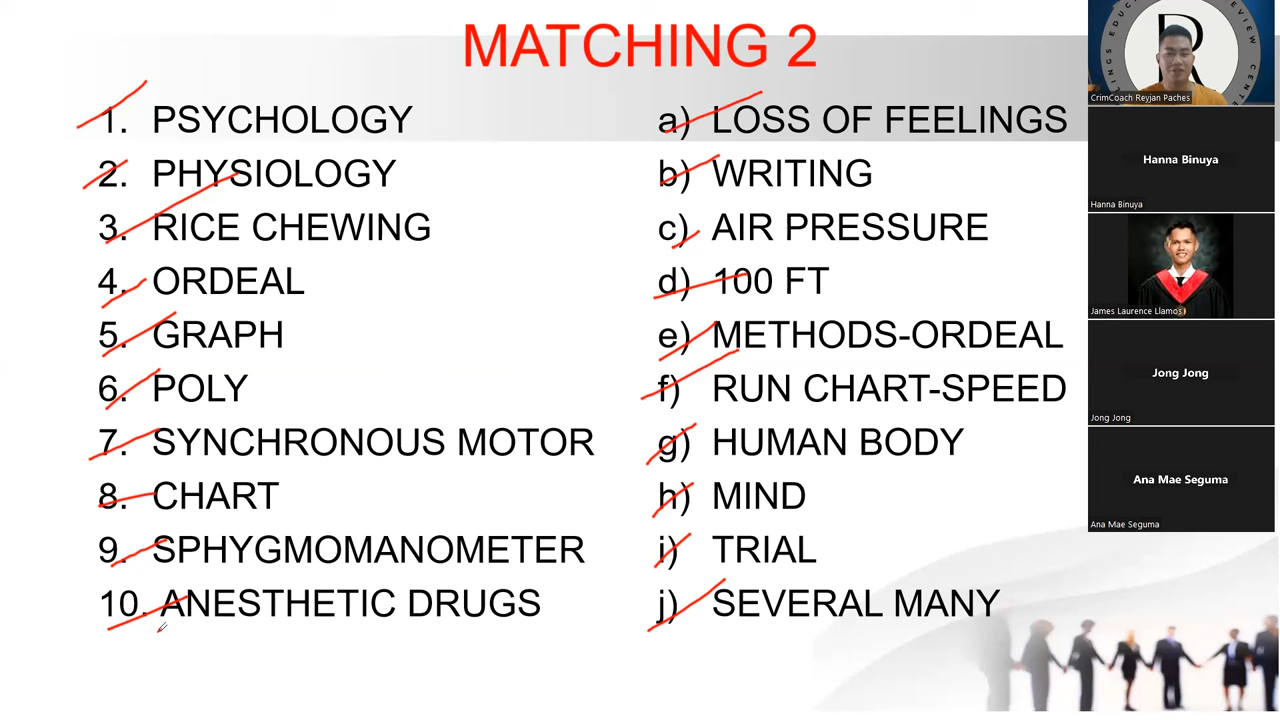 MATCHING 2
1. PSYCHOLOGY
2. PHYSIOLOGY
3. RICE CHEWING
4. ORDEAL
5. GRAPH
6. POLY
7. SYNCHRONOUS MOTOR
8. CHART
9. SPHYGMOMANOMETER
10. ANESTHETIC DRUGS
a) LOSS OF FEELINGS
b) WRITING
c) AIR PRESSURE
d) 100 FT
e) METHODS-ORDEAL
f) RUN CHART-SPEED
g) HUMAN BODY
h) MIND
i) TRIAL
j) SEVERAL MANY
R
CrimCoach Reyjan Paches
Hanna Binuya
Hanna Binuya
James Laurence Llamos
Jong Jong
Jong Jong
Ana Mae Seguma
Ana Mae Seguma